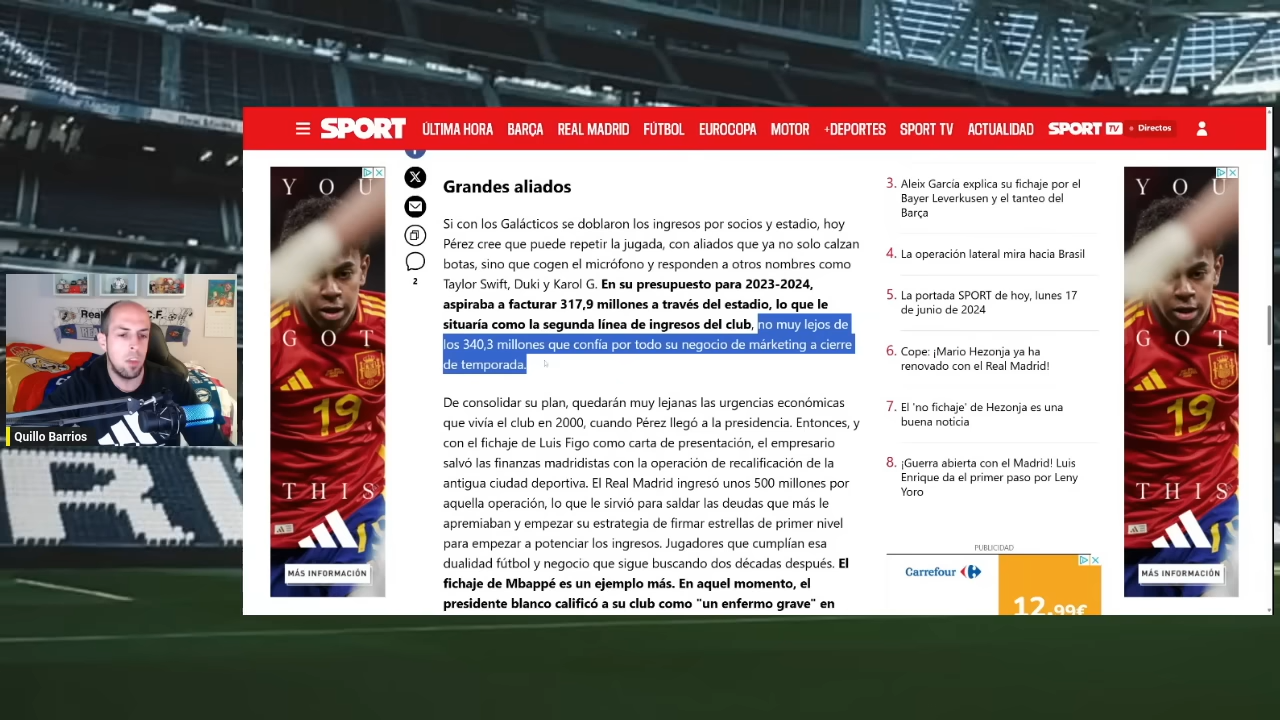 SPORT
ÚLTIMA HORA
BARÇA
REAL MADRID
FÚTBOL
EUROCOPA
MOTOR
+DEPORTES
SPORT TV
ACTUALIDAD
SPORT TV
Directos
YOU
GOT
THIS
19
MÁS INFORMACIÓN
2
Grandes aliados
Si con los Galácticos se doblaron los ingresos por socios y estadio, hoy
Pérez cree que puede repetir la jugada, con aliados que ya no solo calzan
botas, sino que cogen el micrófono y responden a otros nombres como
Taylor Swift, Duki y Karol G. En su presupuesto para 2023-2024,
aspiraba a facturar 317,9 millones a través del estadio, lo que le
situaría como la segunda línea de ingresos del club, no muy lejos de
los 340,3 millones que confía por todo su negocio de márketing a cierre
de temporada.
De consolidar su plan, quedarán muy lejanas las urgencias económicas
que vivía el club en 2000, cuando Pérez llegó a la presidencia. Entonces, y
con el fichaje de Luis Figo como carta de presentación, el empresario
salvó las finanzas madridistas con la operación de recalificación de la
antigua ciudad deportiva. El Real Madrid ingresó unos 500 millones por
aquella operación, lo que le sirvió para saldar las deudas que más le
apremiaban y empezar su estrategia de firmar estrellas de primer nivel
para empezar a potenciar los ingresos. Jugadores que cumplían esa
dualidad fútbol y negocio que sigue buscando dos décadas después. El
fichaje de Mbappé es un ejemplo más. En aquel momento, el
presidente blanco calificó a su club como "un enfermo grave" en
3. Aleix García explica su fichaje por el
Bayer Leverkusen y el tanteo del
Barça
4. La operación lateral mira hacia Brasil
5. La portada SPORT de hoy, lunes 17
de junio de 2024
6. Cope: ¡Mario Hezonja ya ha
renovado con el Real Madrid!
7. El 'no fichaje' de Hezonja es una
buena noticia
8. ¡Guerra abierta con el Madrid! Luis
Enrique da el primer paso por Leny
Yoro
PUBLICIDAD
Carrefour
12,99€
YOU
GOT
THIS
19
MÁS INFORMACIÓN
Quillo Barrios